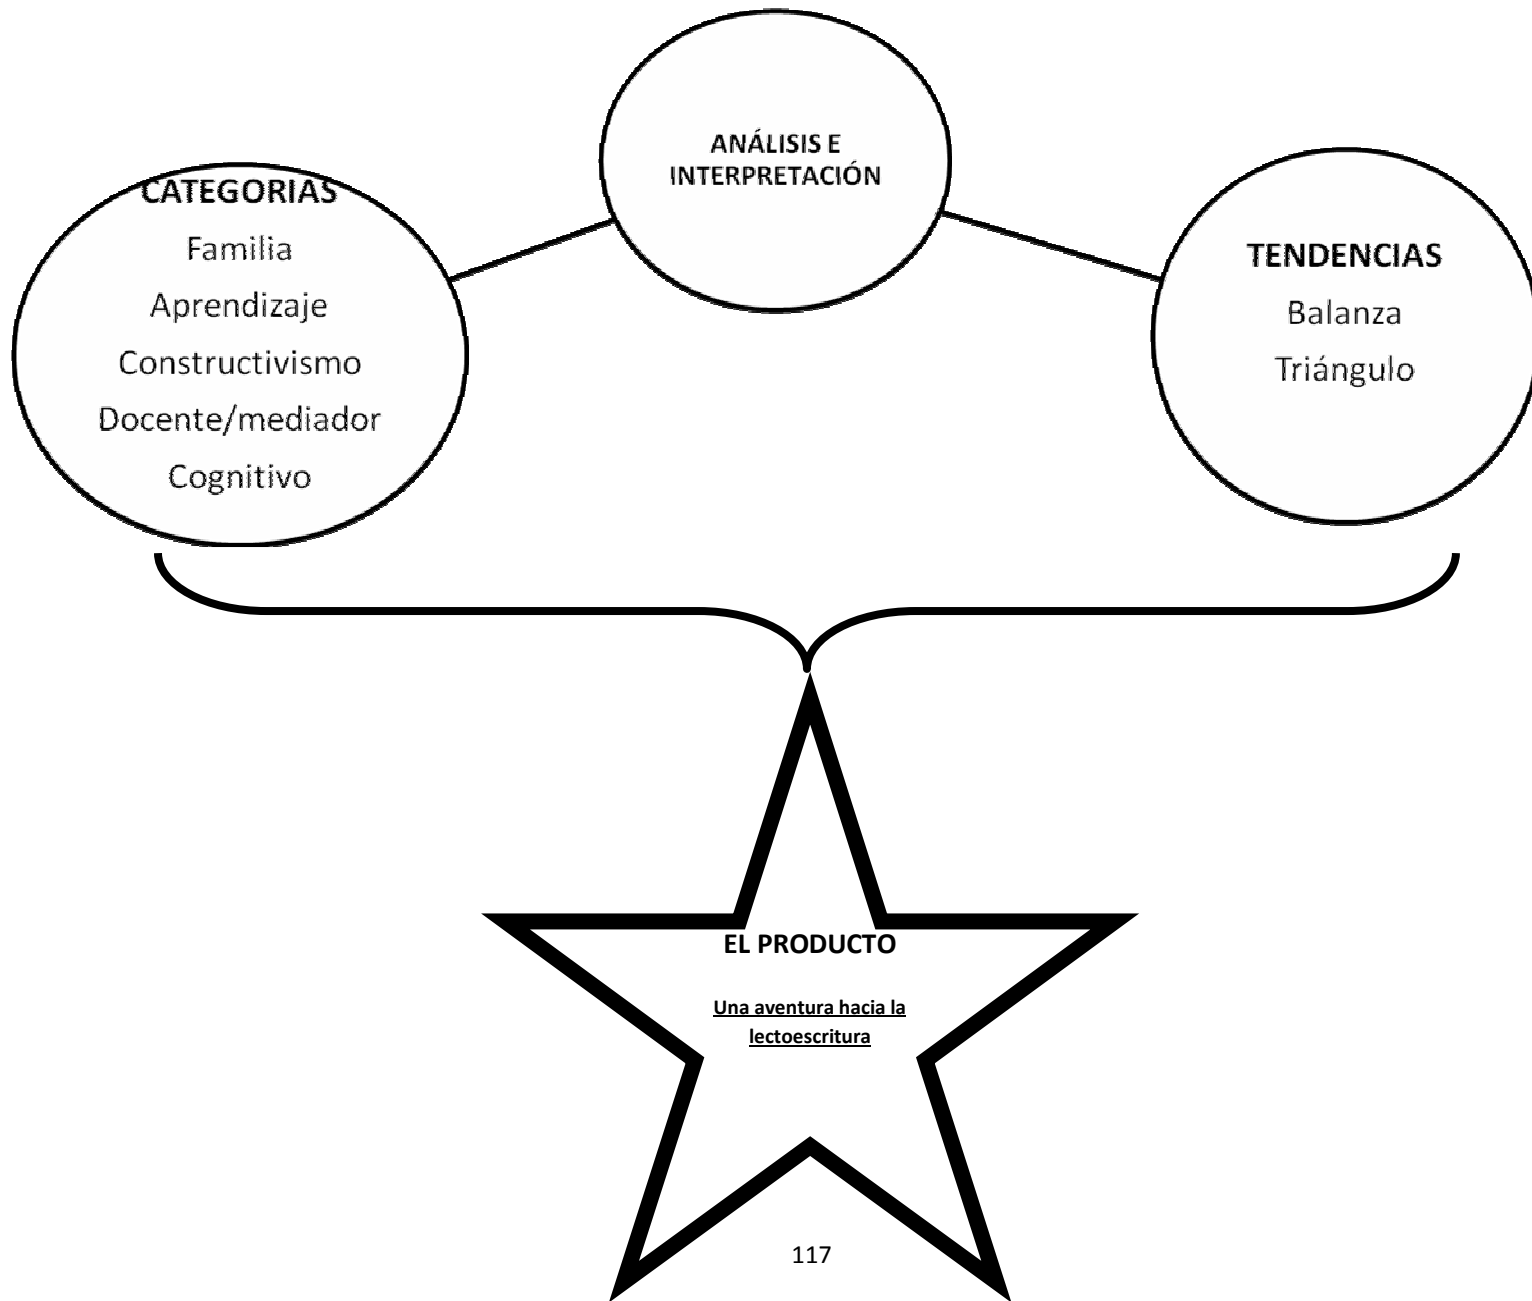 ANÁLISIS E
INTERPRETACIÓN
CATEGORIAS
Familia
Aprendizaje
Constructivismo
Docente/mediador
Cognitivo
TENDENCIAS
Balanza
Triángulo
EL PRODUCTO
Una aventura hacia la
lectoescritura
117